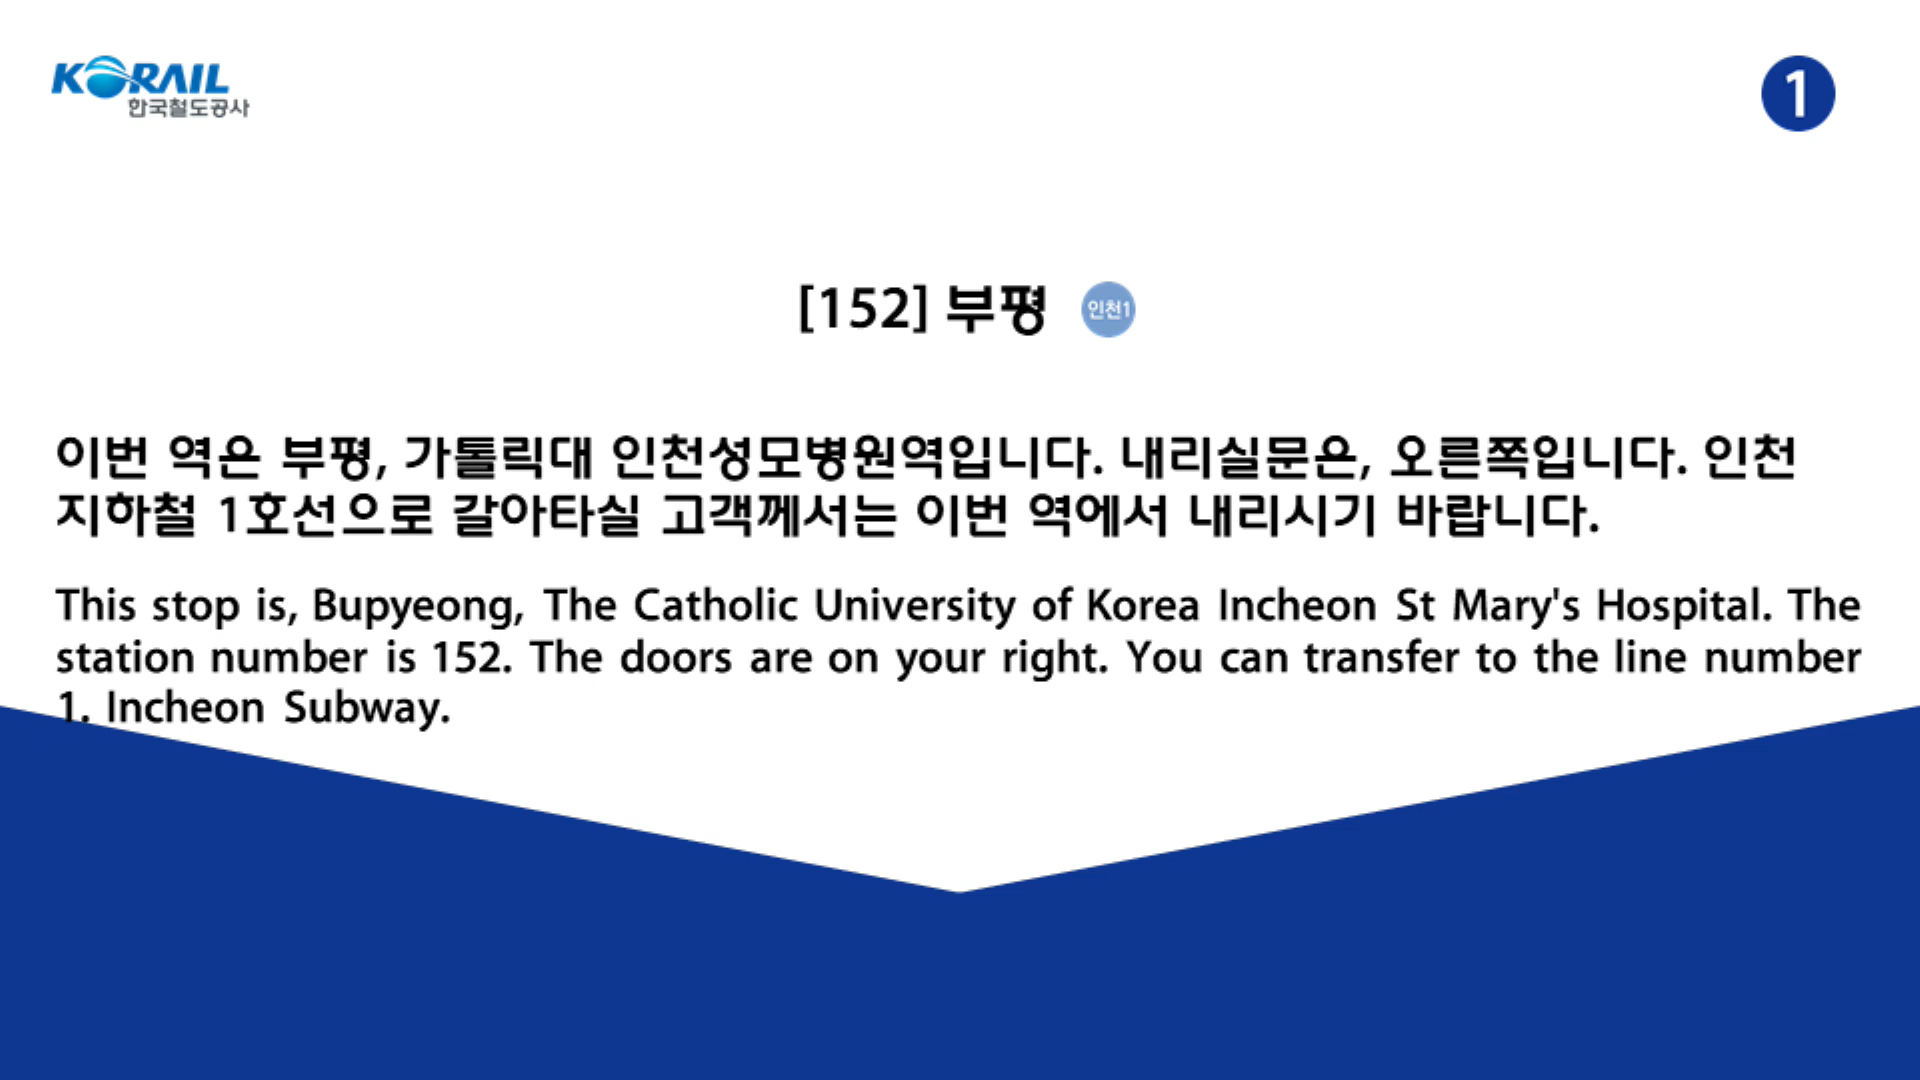 KORAIL
한국철도공사
1
[152] 부평 인천1
이번 역은 부평, 가톨릭대 인천성모병원역입니다. 내리실문은, 오른쪽입니다. 인천
지하철 1호선으로 갈아타실 고객께서는 이번 역에서 내리시기 바랍니다.
This stop is, Bupyeong, The Catholic University of Korea Incheon St Mary's Hospital. The
station number is 152. The doors are on your right. You can transfer to the line number
1. Incheon Subway.